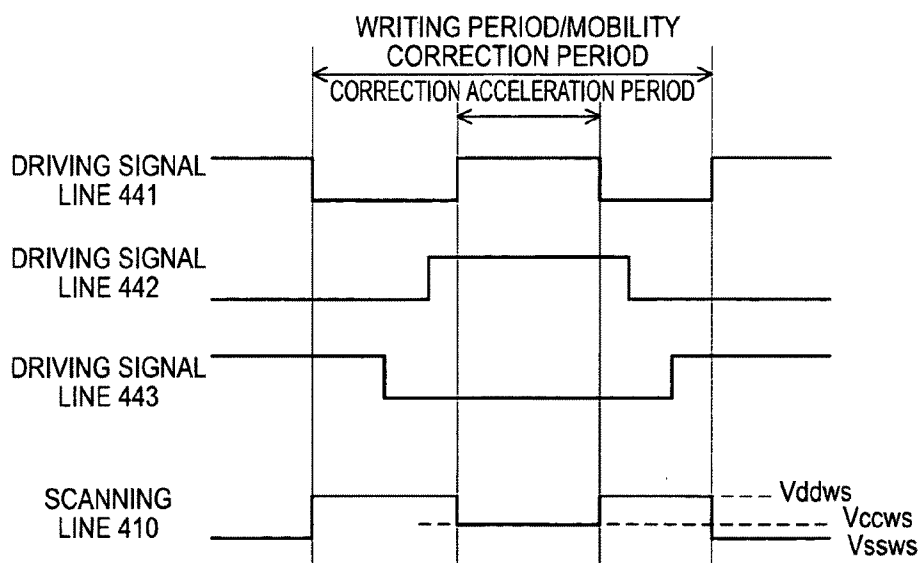 WRITING PERIOD/MOBILITY
CORRECTION PERIOD
CORRECTION ACCELERATION PERIOD
DRIVING SIGNAL
LINE 441
DRIVING SIGNAL
LINE 442
DRIVING SIGNAL
LINE 443
SCANNING
LINE 410
Vddws
Vccws
Vssws